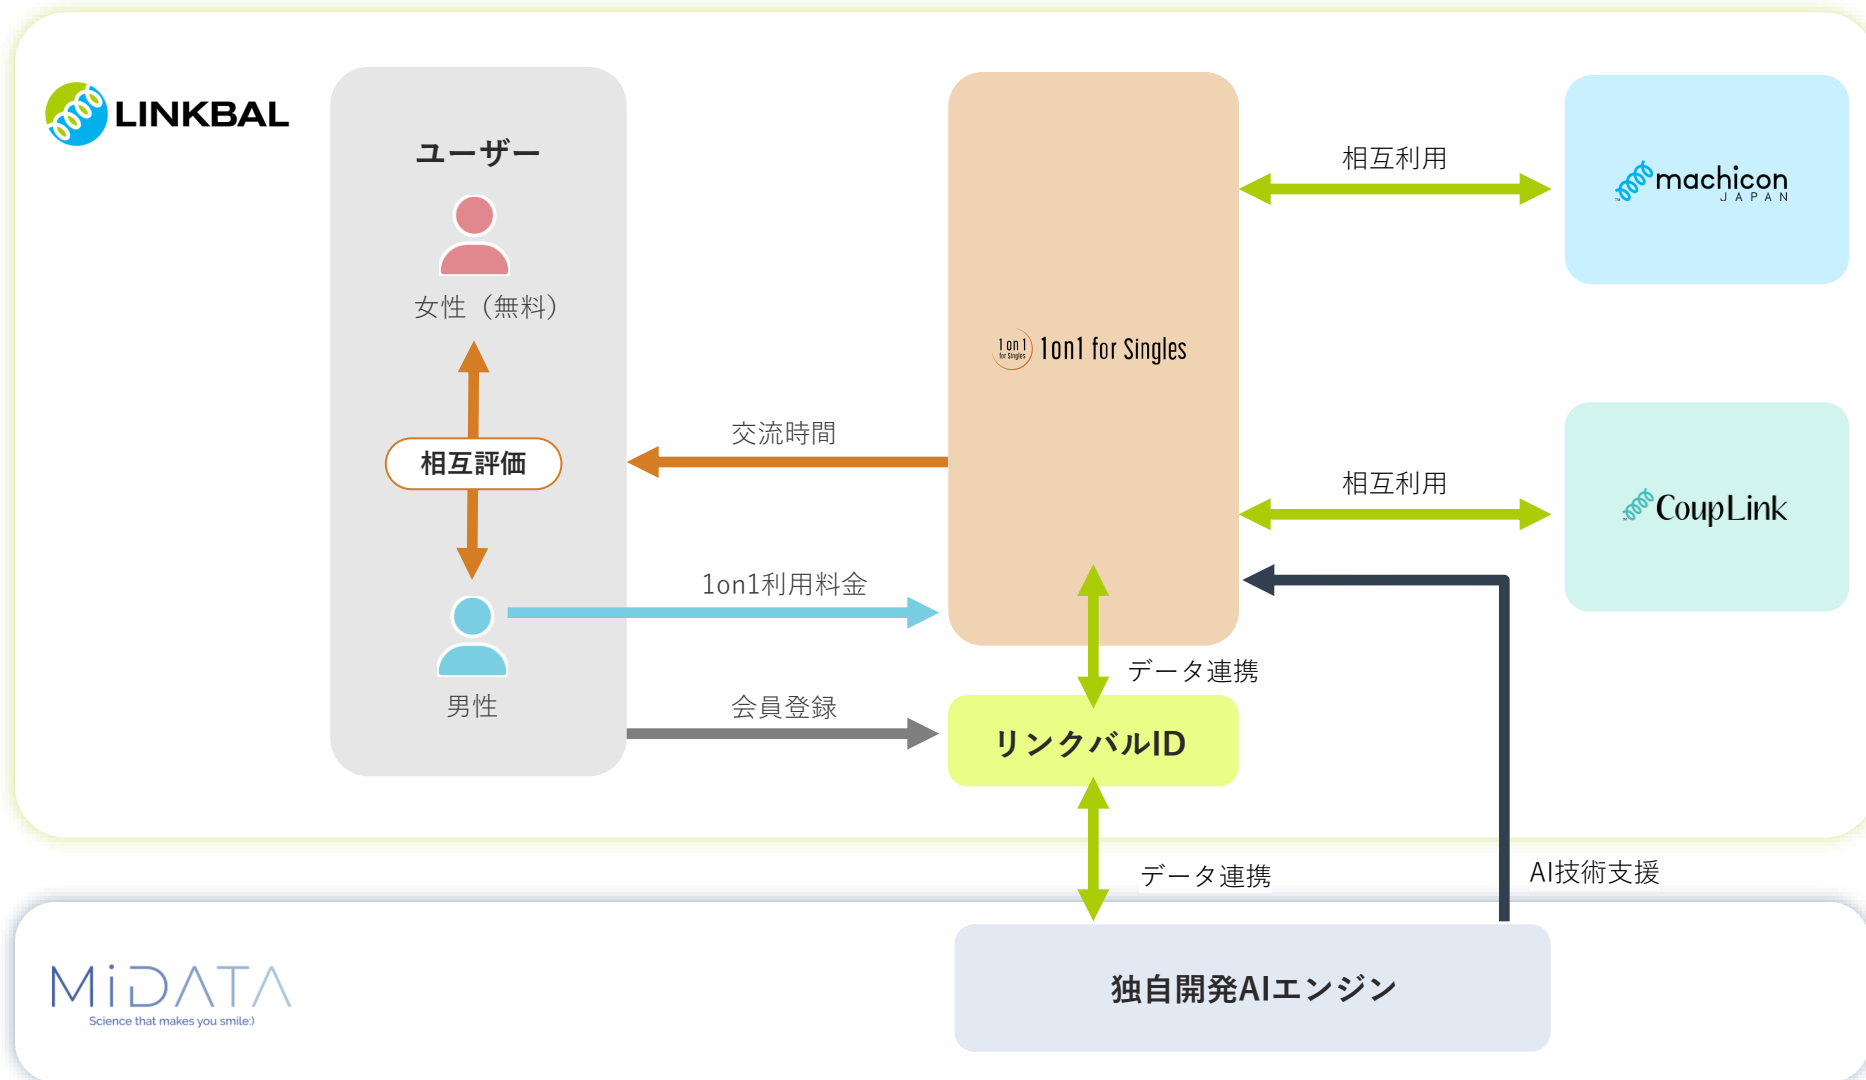 LINKBAL
ユーザー
女性（無料）
相互評価
男性
交流時間
1on1利用料金
会員登録
1on1
for Singles
1on1 for Singles
データ連携
リンクバルID
データ連携
相互利用
machicon
JAPAN
相互利用
CoupLink
AI技術支援
MiDATA
Science that makes you smile:)
独自開発AIエンジン